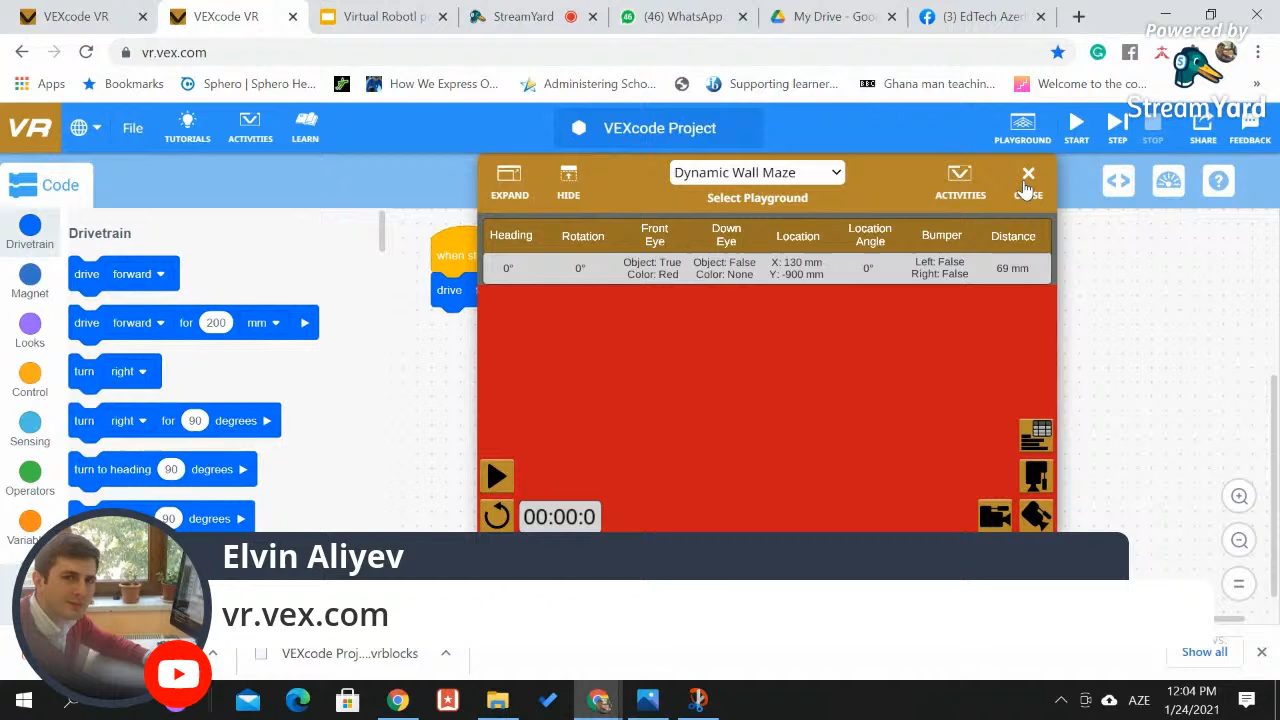 VEXcode VR
VEXcode VR
Virtual Robotl p
StreamYard
(46) WhatsApp
My Drive - Goo
(3) EdTech Azer
Powered by
StreamYard
vr.vex.com
Apps
Bookmarks
Sphero | Sphero He...
How We Express O...
Administering Scho...
Supporting learner...
BBC
Ghana man teachin...
Welcome to the co...
»
VR
File
TUTORIALS
ACTIVITIES
LEARN
VEXcode Project
PLAYGROUND
START
STEP
STOP
SHARE
FEEDBACK
Code
EXPAND
HIDE
Dynamic Wall Maze
Select Playground
ACTIVITIES
Heading Rotation Front Eye Down Eye Location Location Angle Bumper Distance
0° 0° Object: True Object: False X: 130 mm 0° Left: False 69 mm
Color: Red Color: None Y: -900 mm Right: False
Drivetrain
Magnet
Looks
Control
Sensing
Operators
Drivetrain
drive forward
drive forward for 200 mm
turn right
turn right for 90 degrees
turn to heading 90 degrees
90 degrees
when st
drive
00:00:0
Elvin Aliyev
vr.vex.com
VEXcode Proj....vrblocks
Show all
AZE
12:04 PM
1/24/2021